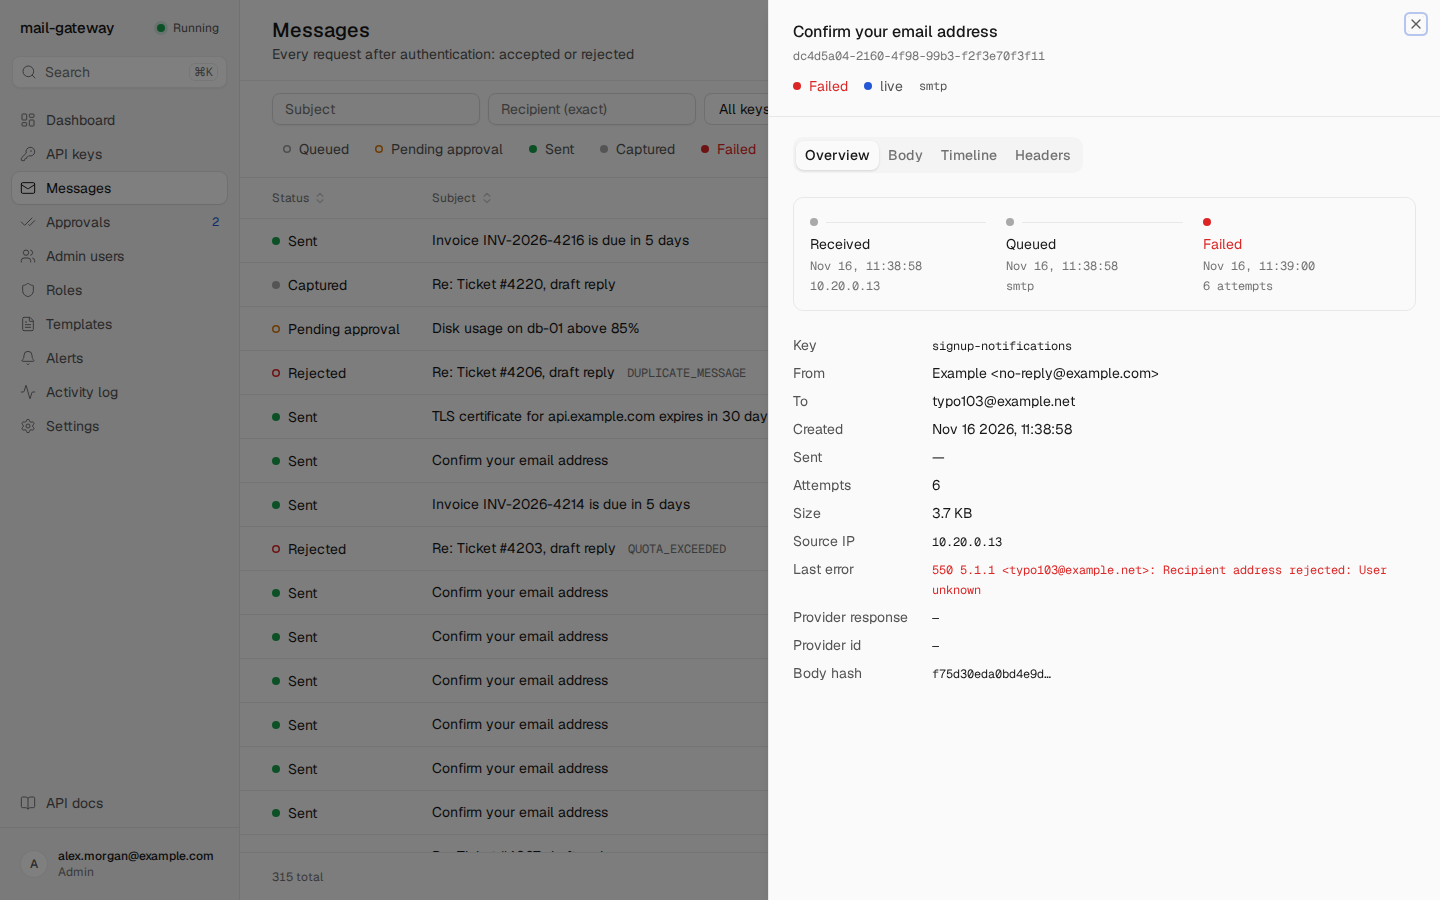 mail-gateway
Running
Search
⌘K
Dashboard
API keys
Messages
Approvals
2
Admin users
Roles
Templates
Alerts
Activity log
Settings
API docs
A
alex.morgan@example.com
Admin
Messages
Every request after authentication: accepted or rejected
Subject
Recipient (exact)
All keys
Queued
Pending approval
Sent
Captured
Failed
Status
Subject
Sent
Invoice INV-2026-4216 is due in 5 days
Captured
Re: Ticket #4220, draft reply
Pending approval
Disk usage on db-01 above 85%
Rejected
Re: Ticket #4206, draft reply
DUPLICATE_MESSAGE
Sent
TLS certificate for api.example.com expires in 30 day
Sent
Confirm your email address
Sent
Invoice INV-2026-4214 is due in 5 days
Rejected
Re: Ticket #4203, draft reply
QUOTA_EXCEEDED
Sent
Confirm your email address
Sent
Confirm your email address
Sent
Confirm your email address
Sent
Confirm your email address
Sent
Confirm your email address
Sent
Confirm your email address
315 total
Confirm your email address
dc4d5a04-2160-4f98-99b3-f2f3e70f3f11
Failed
live
smtp
Overview
Body
Timeline
Headers
Received
Nov 16, 11:38:58
10.20.0.13
Queued
Nov 16, 11:38:58
smtp
Failed
Nov 16, 11:39:00
6 attempts
Key
signup-notifications
From
Example <no-reply@example.com>
To
typo103@example.net
Created
Nov 16 2026, 11:38:58
Sent
—
Attempts
6
Size
3.7 KB
Source IP
10.20.0.13
Last error
550 5.1.1 <typo103@example.net>: Recipient address rejected: User
unknown
Provider response
—
Provider id
—
Body hash
f75d30eda0bd4e9d…